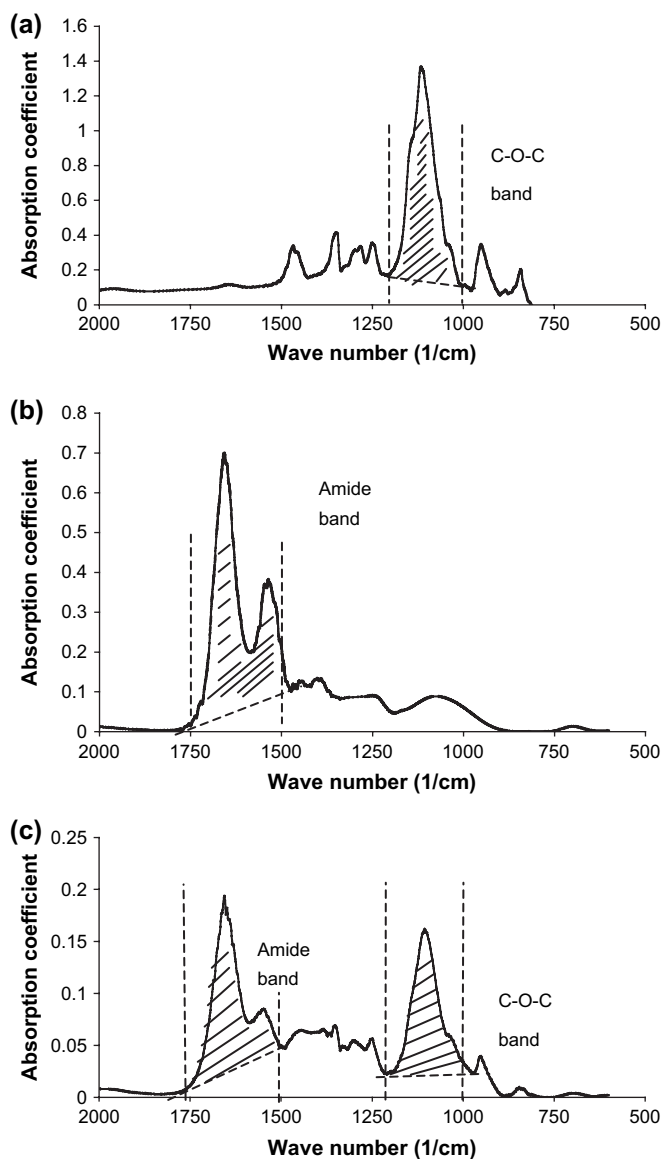 (a)
1.6
1.4
1.2
1
0.8
0.6
0.4
0.2
0
Absorption coefficient
C-O-C
band
2000 1750 1500 1250 1000 750 500
Wave number (1/cm)
(b)
0.8
0.7
0.6
0.5
0.4
0.3
0.2
0.1
0
Absorption coefficient
Amide
band
2000 1750 1500 1250 1000 750 500
Wave number (1/cm)
(c)
0.25
0.2
0.15
0.1
0.05
0
Absorption coefficient
Amide
band
C-O-C
band
2000 1750 1500 1250 1000 750 500
Wave number (1/cm)